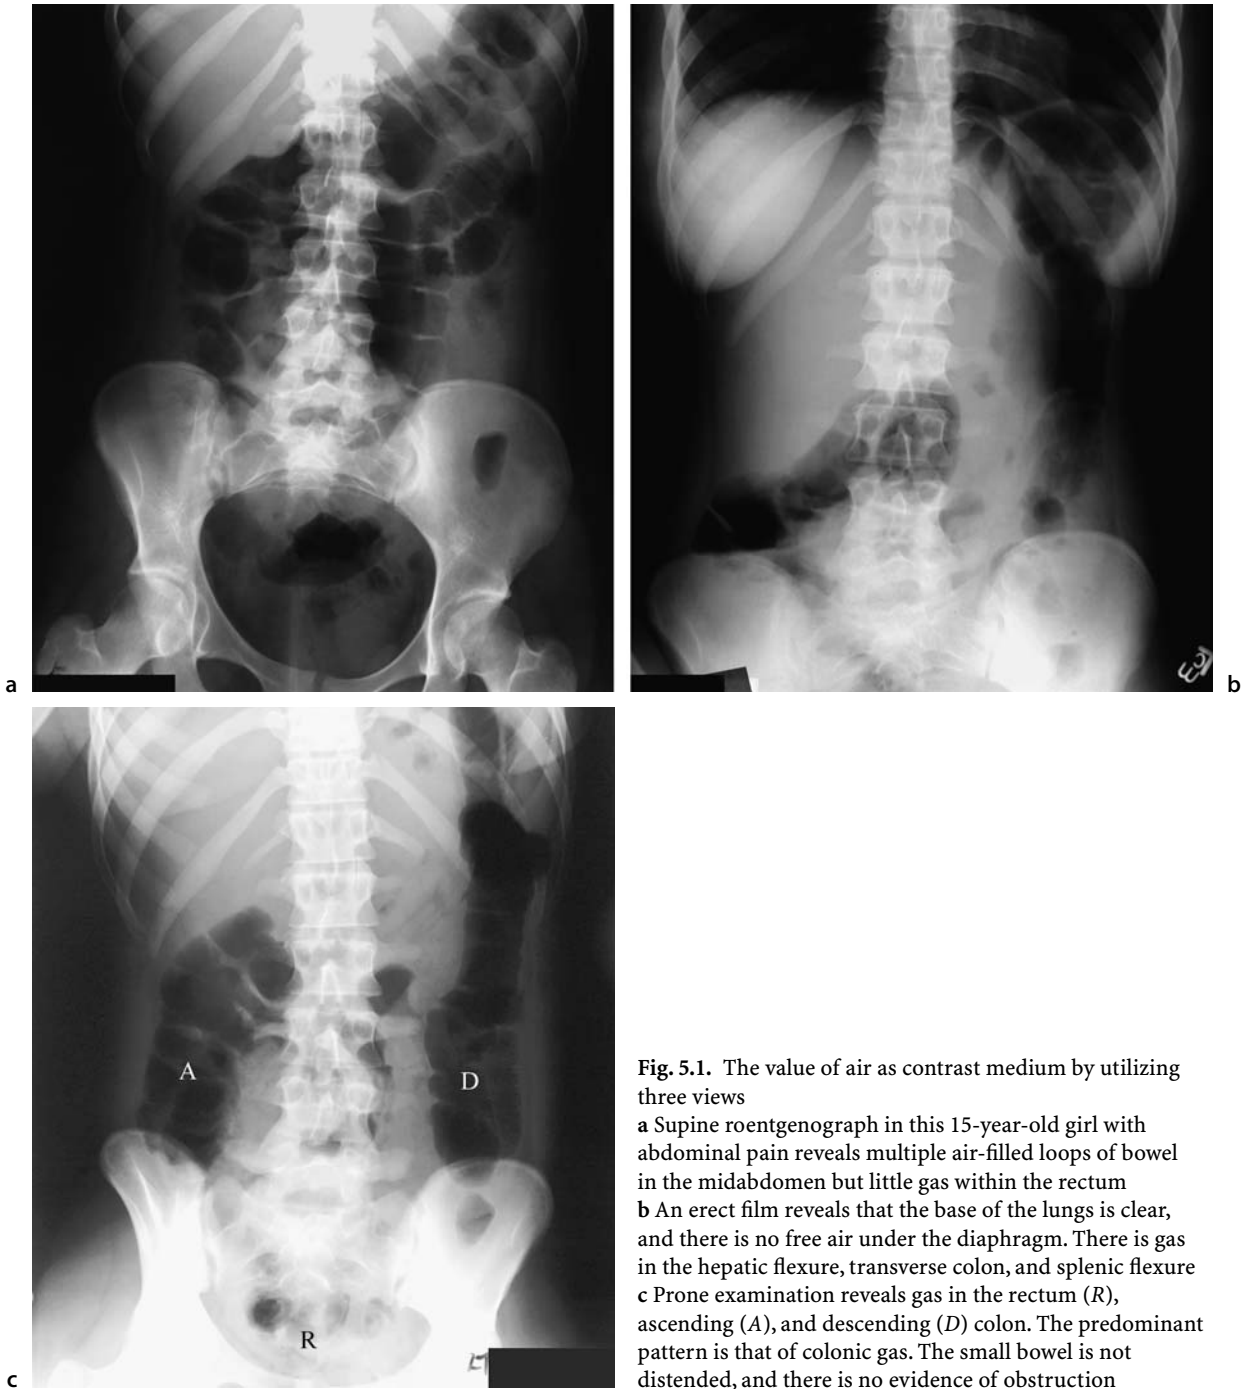 a
b
A
D
R
c
Fig. 5.1. The value of air as contrast medium by utilizing
three views
a Supine roentgenograph in this 15-year-old girl with
abdominal pain reveals multiple air-filled loops of bowel
in the midabdomen but little gas within the rectum
b An erect film reveals that the base of the lungs is clear,
and there is no free air under the diaphragm. There is gas
in the hepatic flexure, transverse colon, and splenic flexure
c Prone examination reveals gas in the rectum (R),
ascending (A), and descending (D) colon. The predominant
pattern is that of colonic gas. The small bowel is not
distended, and there is no evidence of obstruction